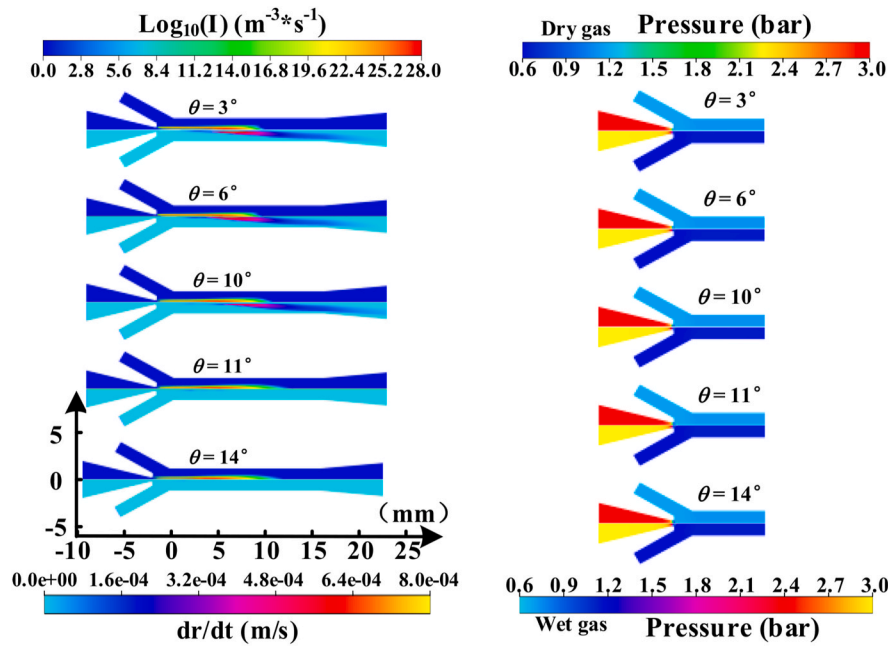 Log₁₀(I) (m⁻³*s⁻¹)
0.0 2.8 5.6 8.4 11.2 14.0 16.8 19.6 22.4 25.2 28.0
θ = 3°
θ = 6°
θ = 10°
θ = 11°
θ = 14°
5
0
-5
(mm)
-10 -5 0 5 10 15 20 25
0.0e+00 1.6e-04 3.2e-04 4.8e-04 6.4e-04 8.0e-04
dr/dt (m/s)
Dry gas Pressure (bar)
0.6 0.9 1.2 1.5 1.8 2.1 2.4 2.7 3.0
θ = 3°
θ = 6°
θ = 10°
θ = 11°
θ = 14°
0.6 0.9 1.2 1.5 1.8 2.1 2.4 2.7 3.0
Wet gas Pressure (bar)